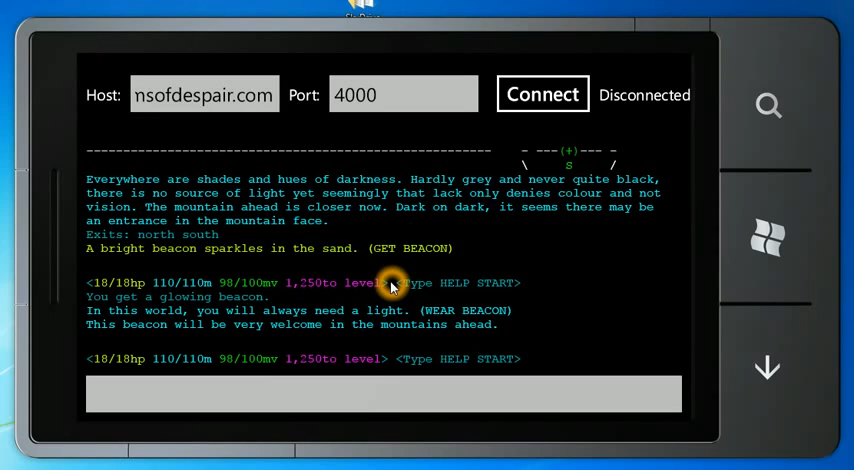 Host: nsofdespair.com Port: 4000 Connect Disconnected
------------------------------------------------------- - ---(+)--- -
\ S /
Everywhere are shades and hues of darkness. Hardly grey and never quite black,
there is no source of light yet seemingly that lack only denies colour and not
vision. The mountain ahead is closer now. Dark on dark, it seems there may be
an entrance in the mountain face.
Exits: north south
A bright beacon sparkles in the sand. (GET BEACON)
<18/18hp 110/110m 98/100mv 1,250to level> <Type HELP START>
You get a glowing beacon.
In this world, you will always need a light. (WEAR BEACON)
This beacon will be very welcome in the mountains ahead.
<18/18hp 110/110m 98/100mv 1,250to level> <Type HELP START>